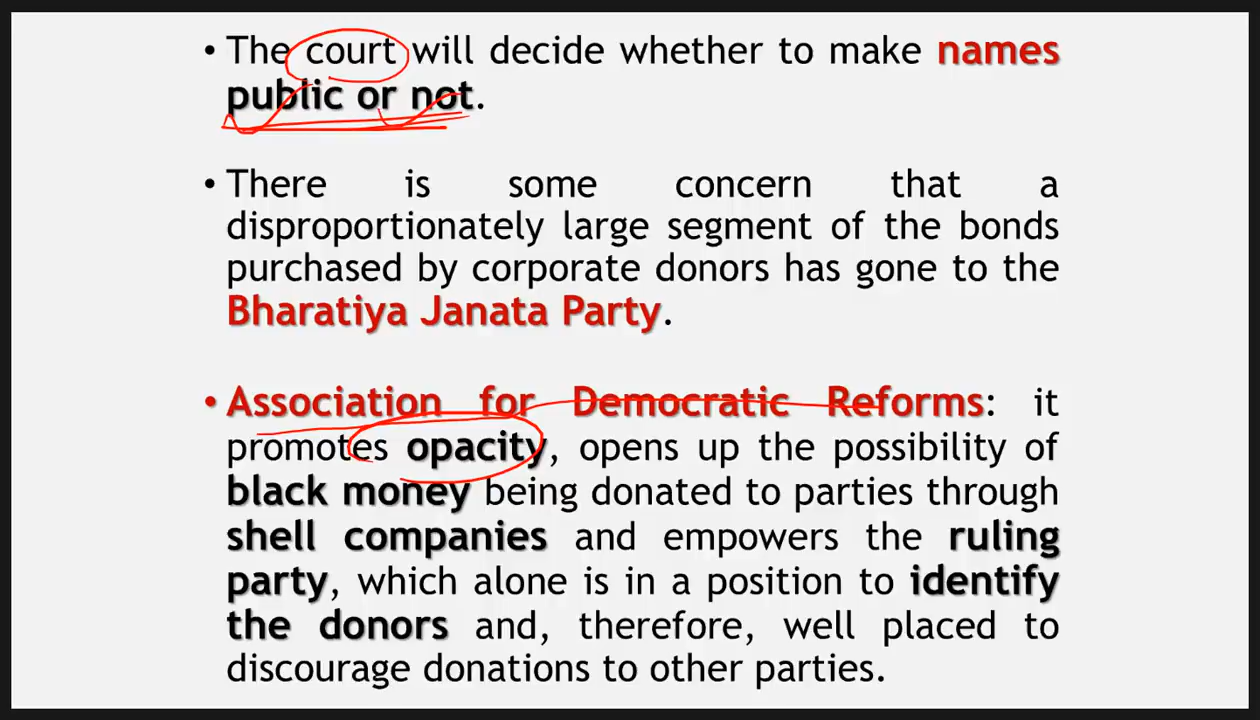 • The court will decide whether to make names
public or not.
• There is some concern that a
disproportionately large segment of the bonds
purchased by corporate donors has gone to the
Bharatiya Janata Party.
• Association for Democratic Reforms: it
promotes opacity, opens up the possibility of
black money being donated to parties through
shell companies and empowers the ruling
party, which alone is in a position to identify
the donors and, therefore, well placed to
discourage donations to other parties.